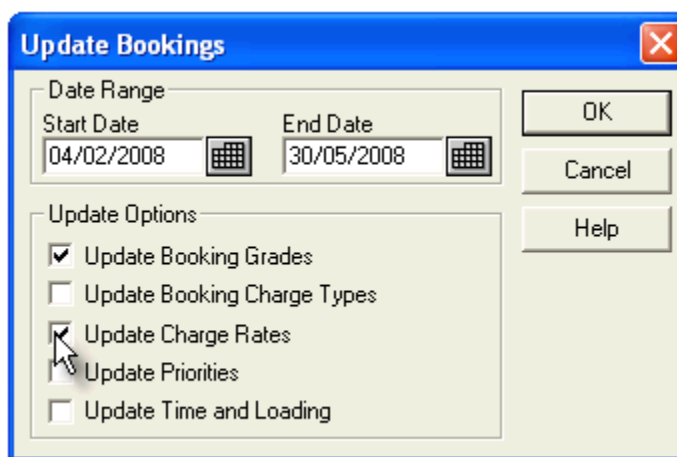 Update Bookings
Date Range
Start Date End Date
04/02/2008 30/05/2008
OK
Cancel
Help
Update Options
Update Booking Grades
Update Booking Charge Types
Update Charge Rates
Update Priorities
Update Time and Loading